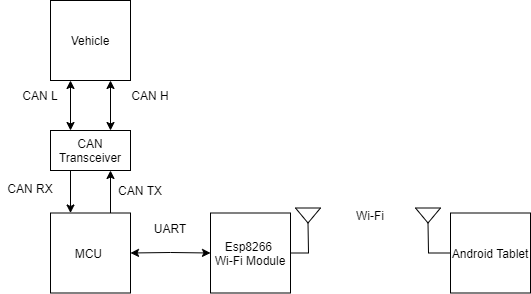 Vehicle
CAN L
CAN H
CAN
Transceiver
CAN RX
CAN TX
MCU
UART
Esp8266
Wi-Fi Module
Wi-Fi
Android Tablet